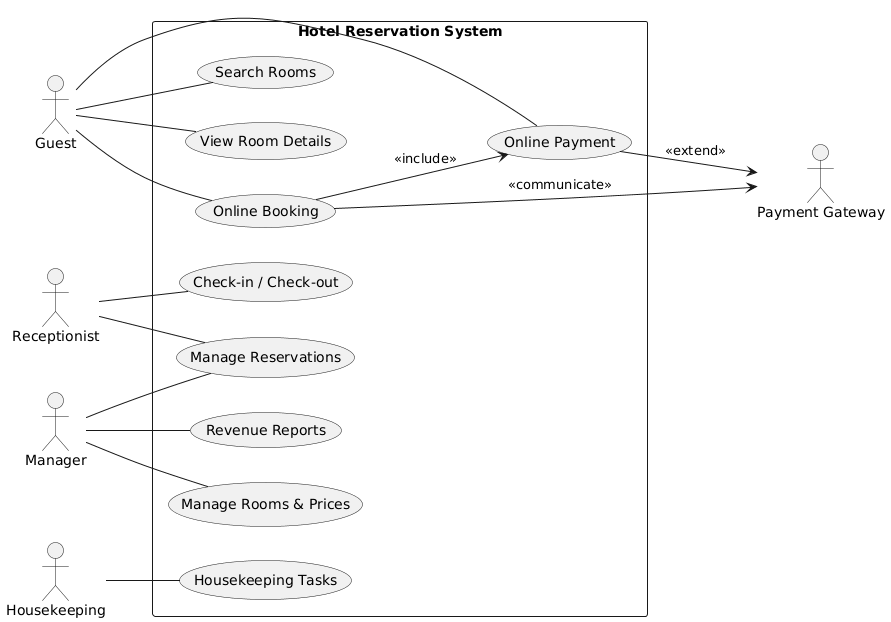 Hotel Reservation System
Search Rooms
Guest
View Room Details
Online Payment
«include»
«extend»
«communicate»
Online Booking
Payment Gateway
Check-in / Check-out
Receptionist
Manage Reservations
Revenue Reports
Manager
Manage Rooms & Prices
Housekeeping Tasks
Housekeeping